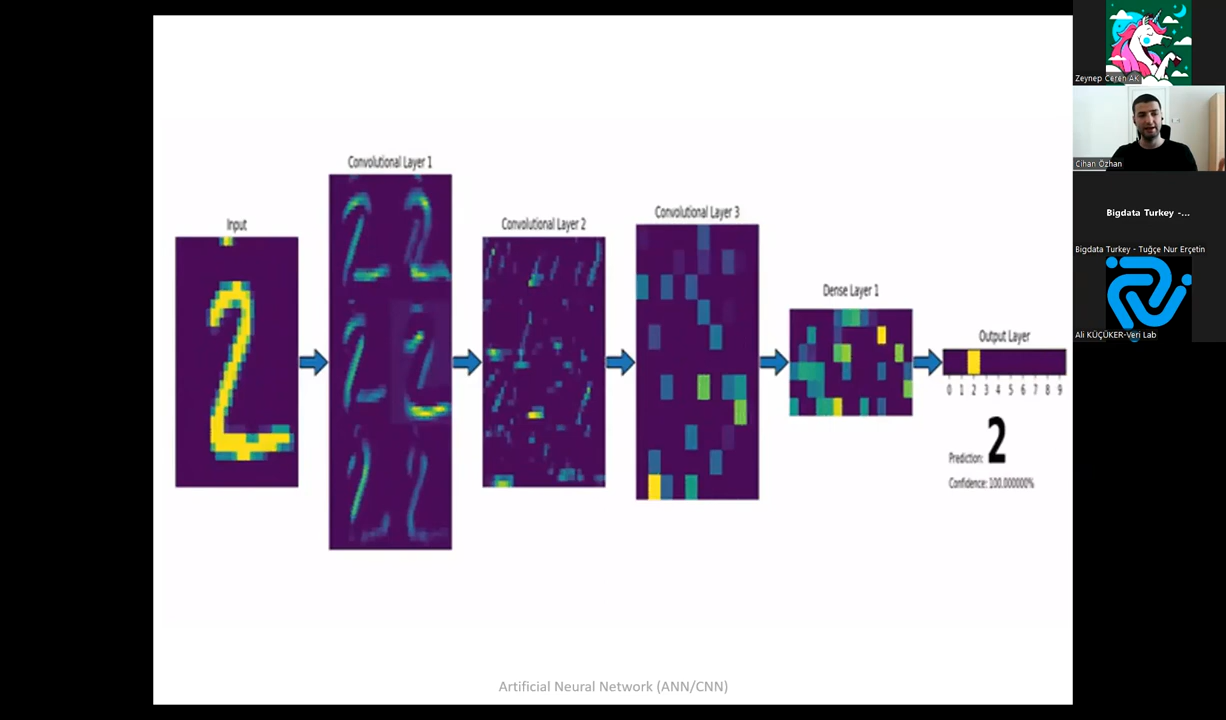 Input
Convolutional Layer 1
Convolutional Layer 2
Convolutional Layer 3
Dense Layer 1
Output Layer
0 1 2 3 4 5 6 7 8 9
Prediction: 2
Confidence: 100.000000%
Artificial Neural Network (ANN/CNN)
Zeynep Ceren AK
Cihan Özhan
Bigdata Turkey -...
Bigdata Turkey - Tuğçe Nur Erçetin
Ali KÜÇÜKER-Veri Lab